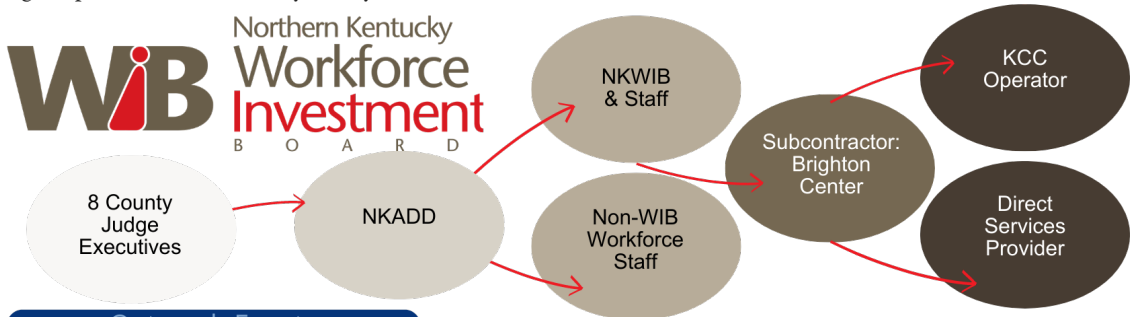 WiB
Northern Kentucky
Workforce
Investment
BOARD
8 County
Judge
Executives
NKADD
NKWIB
& Staff
Non-WIB
Workforce
Staff
Subcontractor:
Brighton
Center
KCC
Operator
Direct
Services
Provider